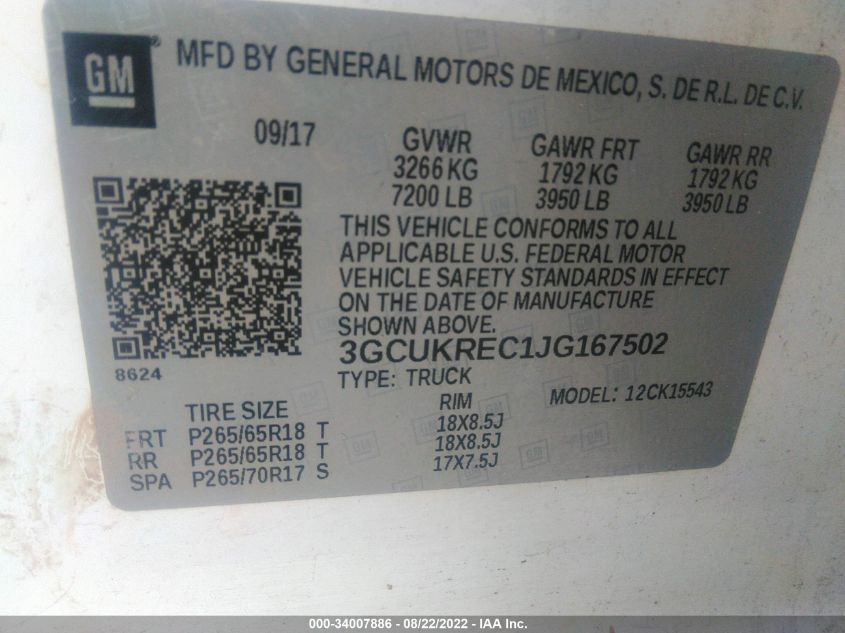 GM ® MFD BY GENERAL MOTORS DE MEXICO, S. DE R.L. DE C.V.
09/17 GVWR GAWR FRT GAWR RR
3266 KG 1792 KG 1792 KG
7200 LB 3950 LB 3950 LB
THIS VEHICLE CONFORMS TO ALL
APPLICABLE U.S. FEDERAL MOTOR
VEHICLE SAFETY STANDARDS IN EFFECT
ON THE DATE OF MANUFACTURE
SHOWN ABOVE.
3GCUKREC1JG167502
8624 TYPE: TRUCK MODEL: 12CK15543
TIRE SIZE RIM
FRT P265/65R18 T 18X8.5J
RR P265/65R18 T 18X8.5J
SPA P265/70R17 S 17X7.5J
000-34007886 - 08/22/2022 - IAA Inc.